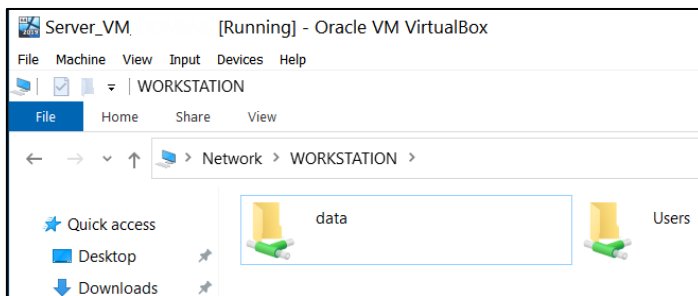 2019 Server_VM [Running] - Oracle VM VirtualBox
File Machine View Input Devices Help
WORKSTATION
File Home Share View
Network > WORKSTATION >
Quick access
data
Users
Desktop
Downloads